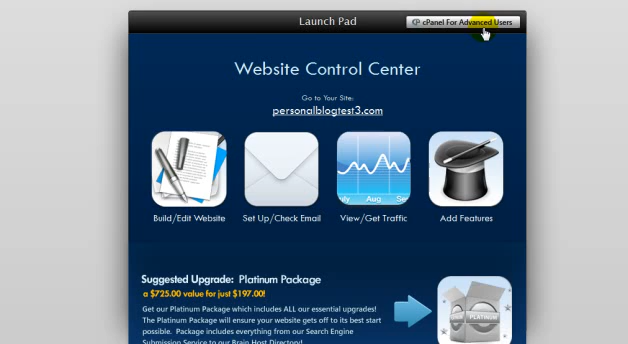 Launch Pad
cP cPanel For Advanced Users
Website Control Center
Go to Your Site:
personalblogtest3.com
July Aug Se
Build/Edit Website Set Up/Check Email View/Get Traffic Add Features
Suggested Upgrade: Platinum Package
a $725.00 value for just $197.00!
Get our Platinum Package which includes ALL our essential upgrades!
The Platinum Package will ensure your website gets off to its best start
possible. Package includes everything from our Search Engine
Submission Service to our Brain Host Directory!
PLATINUM